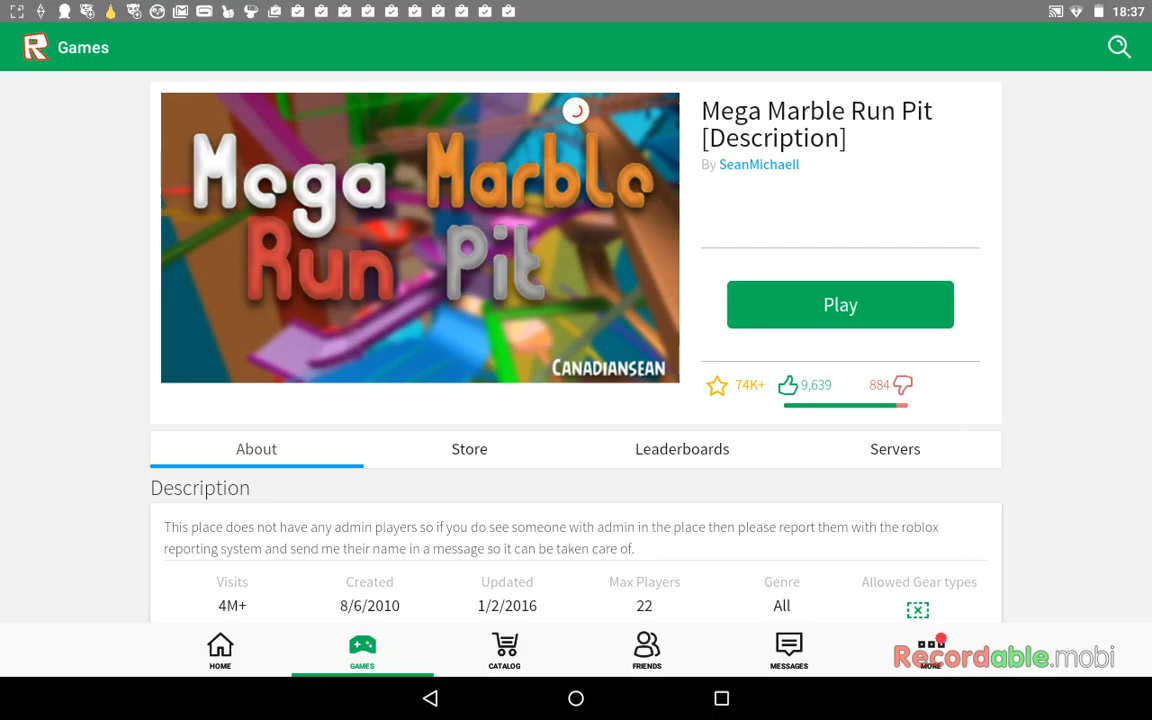 18:37
Games
Mega Marble
Run Pit
CANADIANSEAN
Mega Marble Run Pit
[Description]
By SeanMichaell
Play
74K+ 9,639 884
About Store Leaderboards Servers
Description
This place does not have any admin players so if you do see someone with admin in the place then please report them with the roblox
reporting system and send me their name in a message so it can be taken care of.
Visits Created Updated Max Players Genre Allowed Gear types
4M+ 8/6/2010 1/2/2016 22 All
HOME GAMES CATALOG FRIENDS MESSAGES MORE
Recordable.mobi